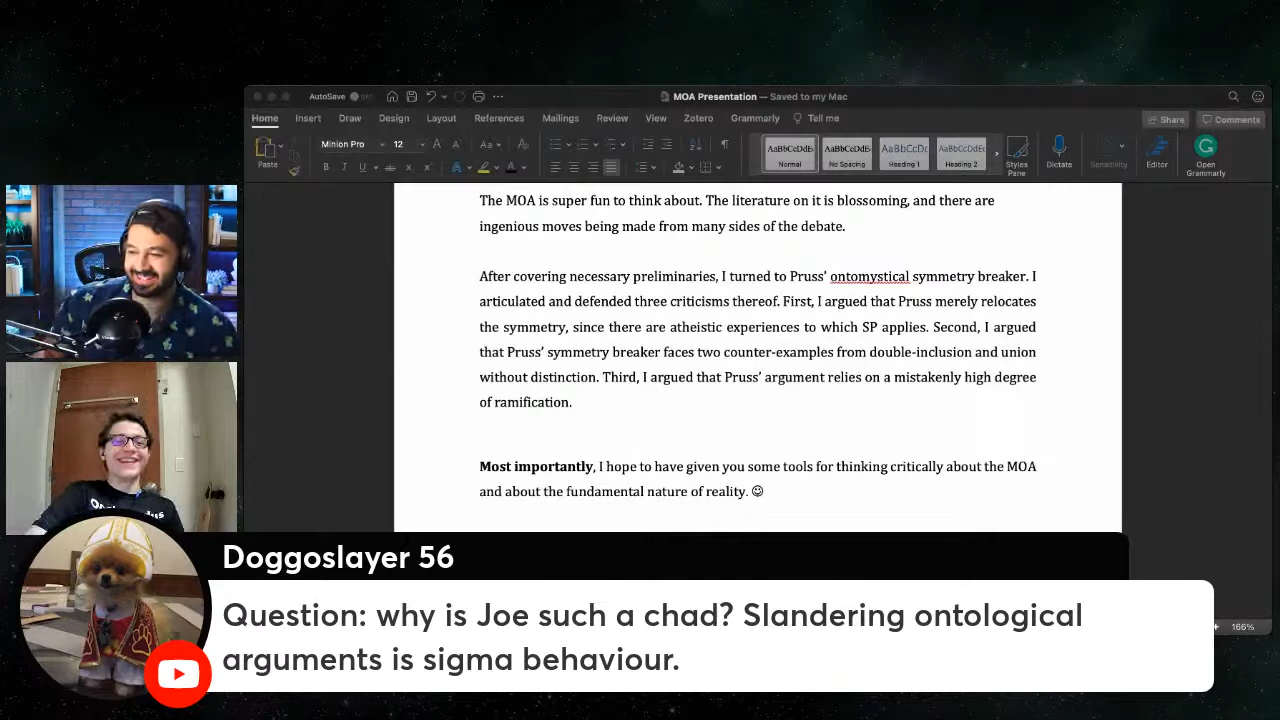 AutoSave
MOA Presentation — Saved to my Mac
Home Insert Draw Design Layout References Mailings Review View Zotero Grammarly Tell me
Share Comments
Paste
Minion Pro 12
AaBbCcDdE AaBbCcDdE AaBbCcDc AaBbCcDdE
Normal No Spacing Heading 1 Heading 2
Styles Pane
Dictate
Sensitivity
Editor
Open Grammarly
The MOA is super fun to think about. The literature on it is blossoming, and there are
ingenious moves being made from many sides of the debate.
After covering necessary preliminaries, I turned to Pruss’ ontomystical symmetry breaker. I
articulated and defended three criticisms thereof. First, I argued that Pruss merely relocates
the symmetry, since there are atheistic experiences to which SP applies. Second, I argued
that Pruss’ symmetry breaker faces two counter-examples from double-inclusion and union
without distinction. Third, I argued that Pruss’ argument relies on a mistakenly high degree
of ramification.
Most importantly, I hope to have given you some tools for thinking critically about the MOA
and about the fundamental nature of reality. ☺
166%
Doggoslayer 56
Question: why is Joe such a chad? Slandering ontological
arguments is sigma behaviour.